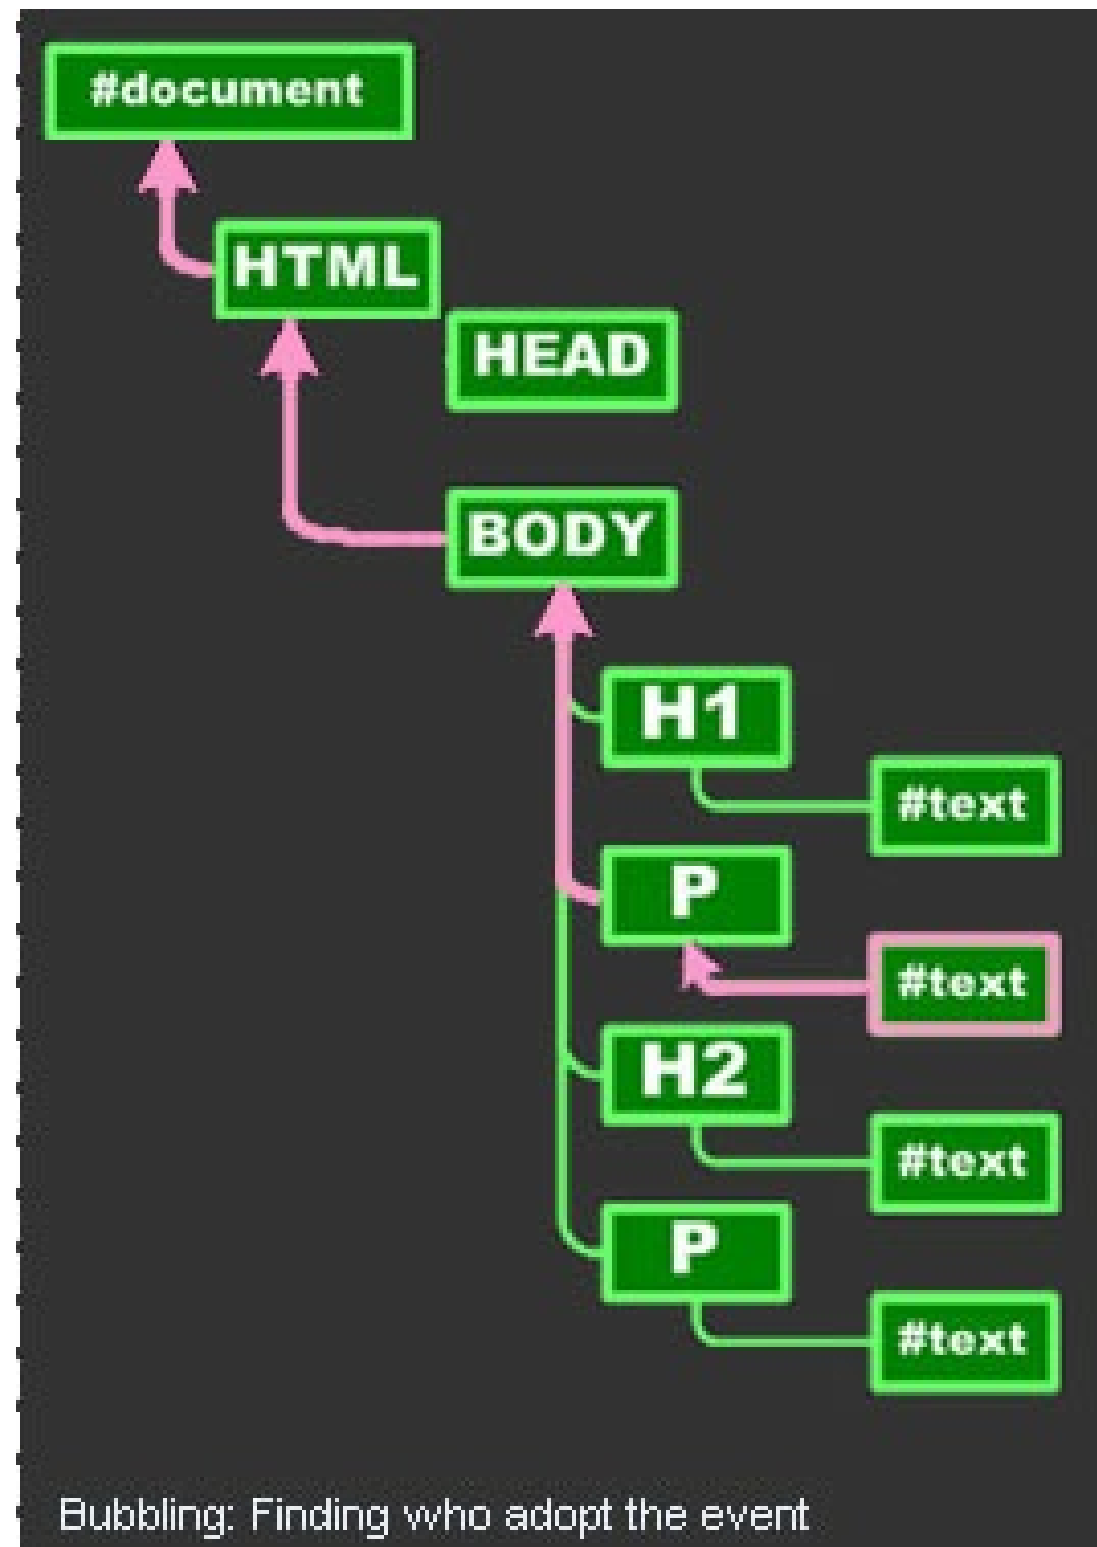 #document
HTML
HEAD
BODY
H1
#text
P
#text
H2
#text
P
#text
Bubbling: Finding who adopt the event